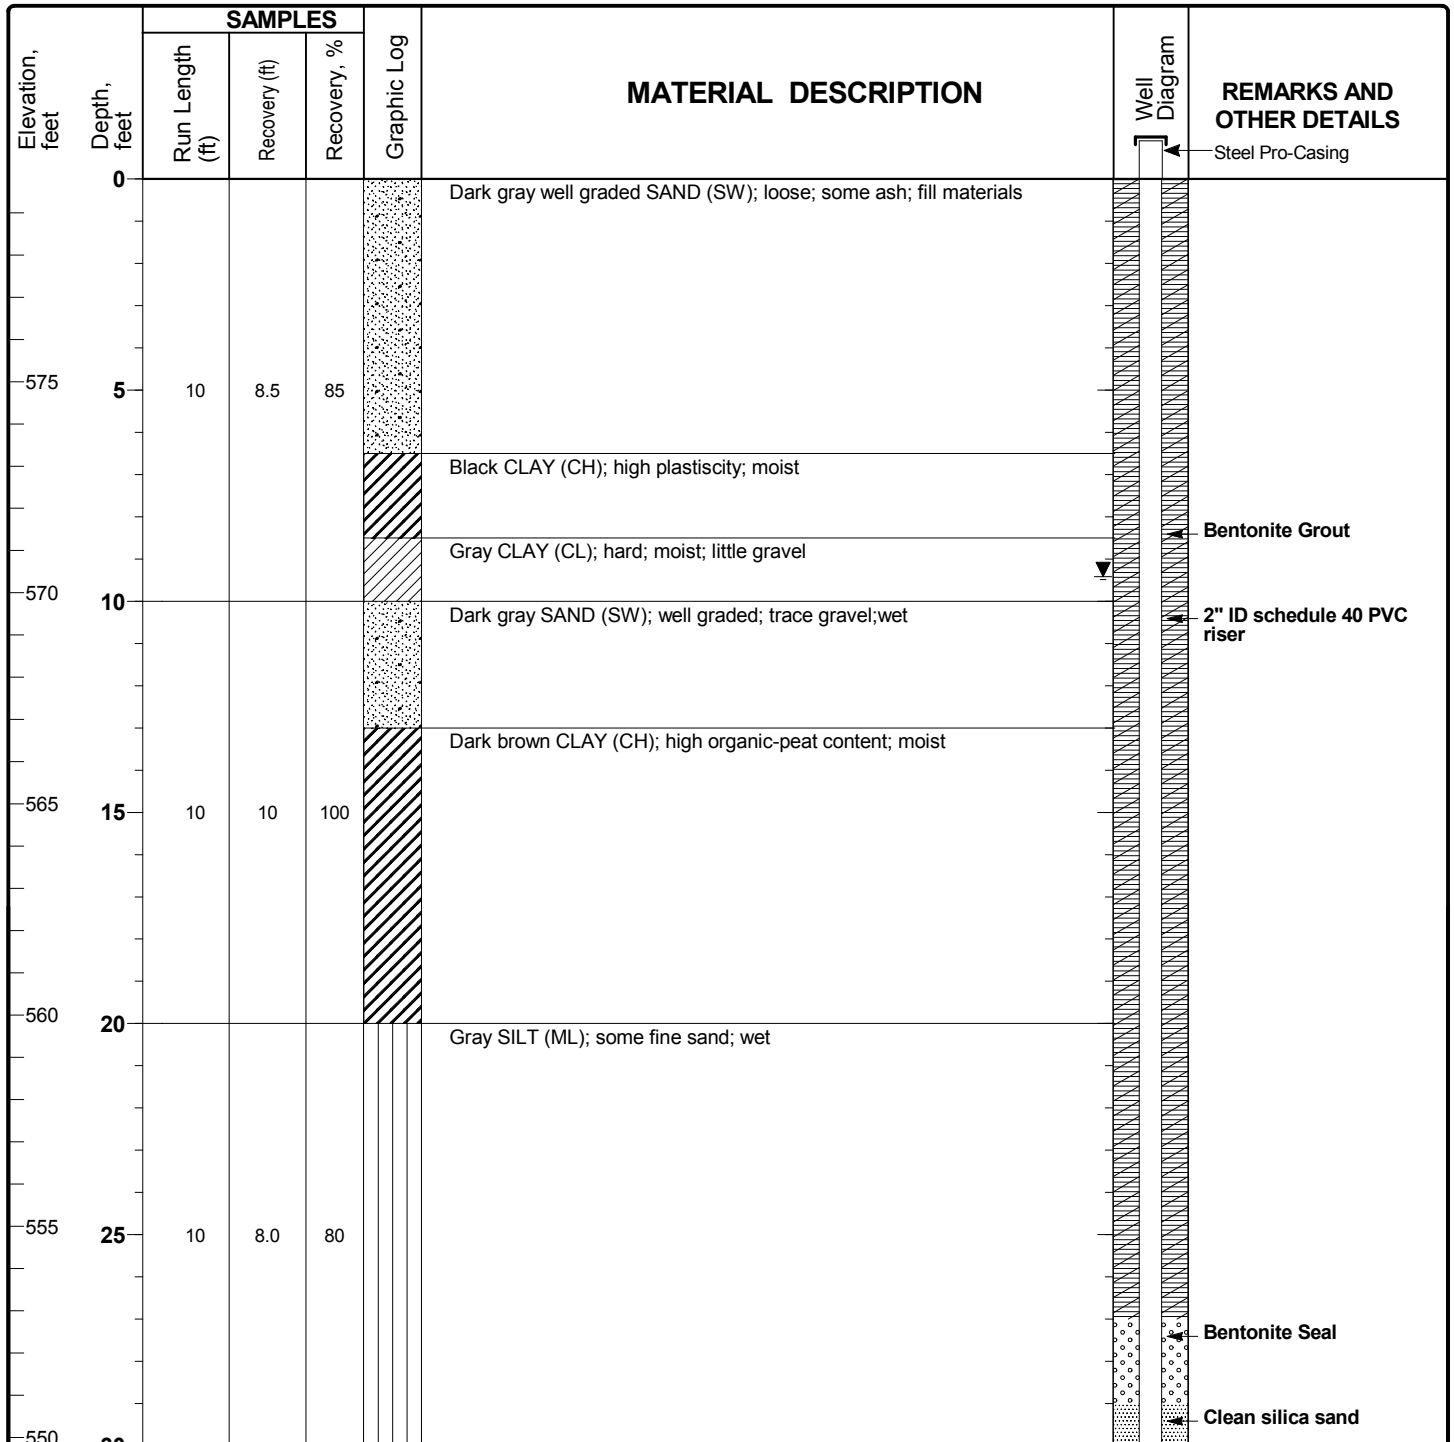 SAMPLES
Elevation,
feet
Depth,
feet
Run Length
(ft)
Recovery (ft)
Recovery, %
Graphic Log
MATERIAL DESCRIPTION
Well
Diagram
REMARKS AND
OTHER DETAILS
Steel Pro-Casing
0
Dark gray well graded SAND (SW); loose; some ash; fill materials
575
5
10 8.5 85
Black CLAY (CH); high plastiscity; moist
Bentonite Grout
Gray CLAY (CL); hard; moist; little gravel
570
10
Dark gray SAND (SW); well graded; trace gravel;wet
2" ID schedule 40 PVC
riser
Dark brown CLAY (CH); high organic-peat content; moist
565
15
10 10 100
560
20
Gray SILT (ML); some fine sand; wet
555
25
10 8.0 80
Bentonite Seal
Clean silica sand
550
30